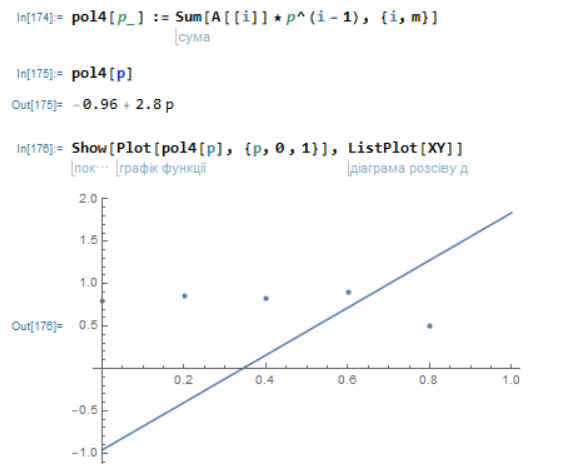 In[174]:= pol4[p_] := Sum[A[[i]] * p^(i - 1), {i, m}]
сума
In[175]:= pol4[p]
Out[175]= -0.96 + 2.8 p
In[176]:= Show[Plot[pol4[p], {p, 0, 1}], ListPlot[XY]]
пок⋯ графік функції діаграма розсіву д
2.0
1.5
1.0
Out[176]= 0.5
0.2 0.4 0.6 0.8 1.0
-0.5
-1.0